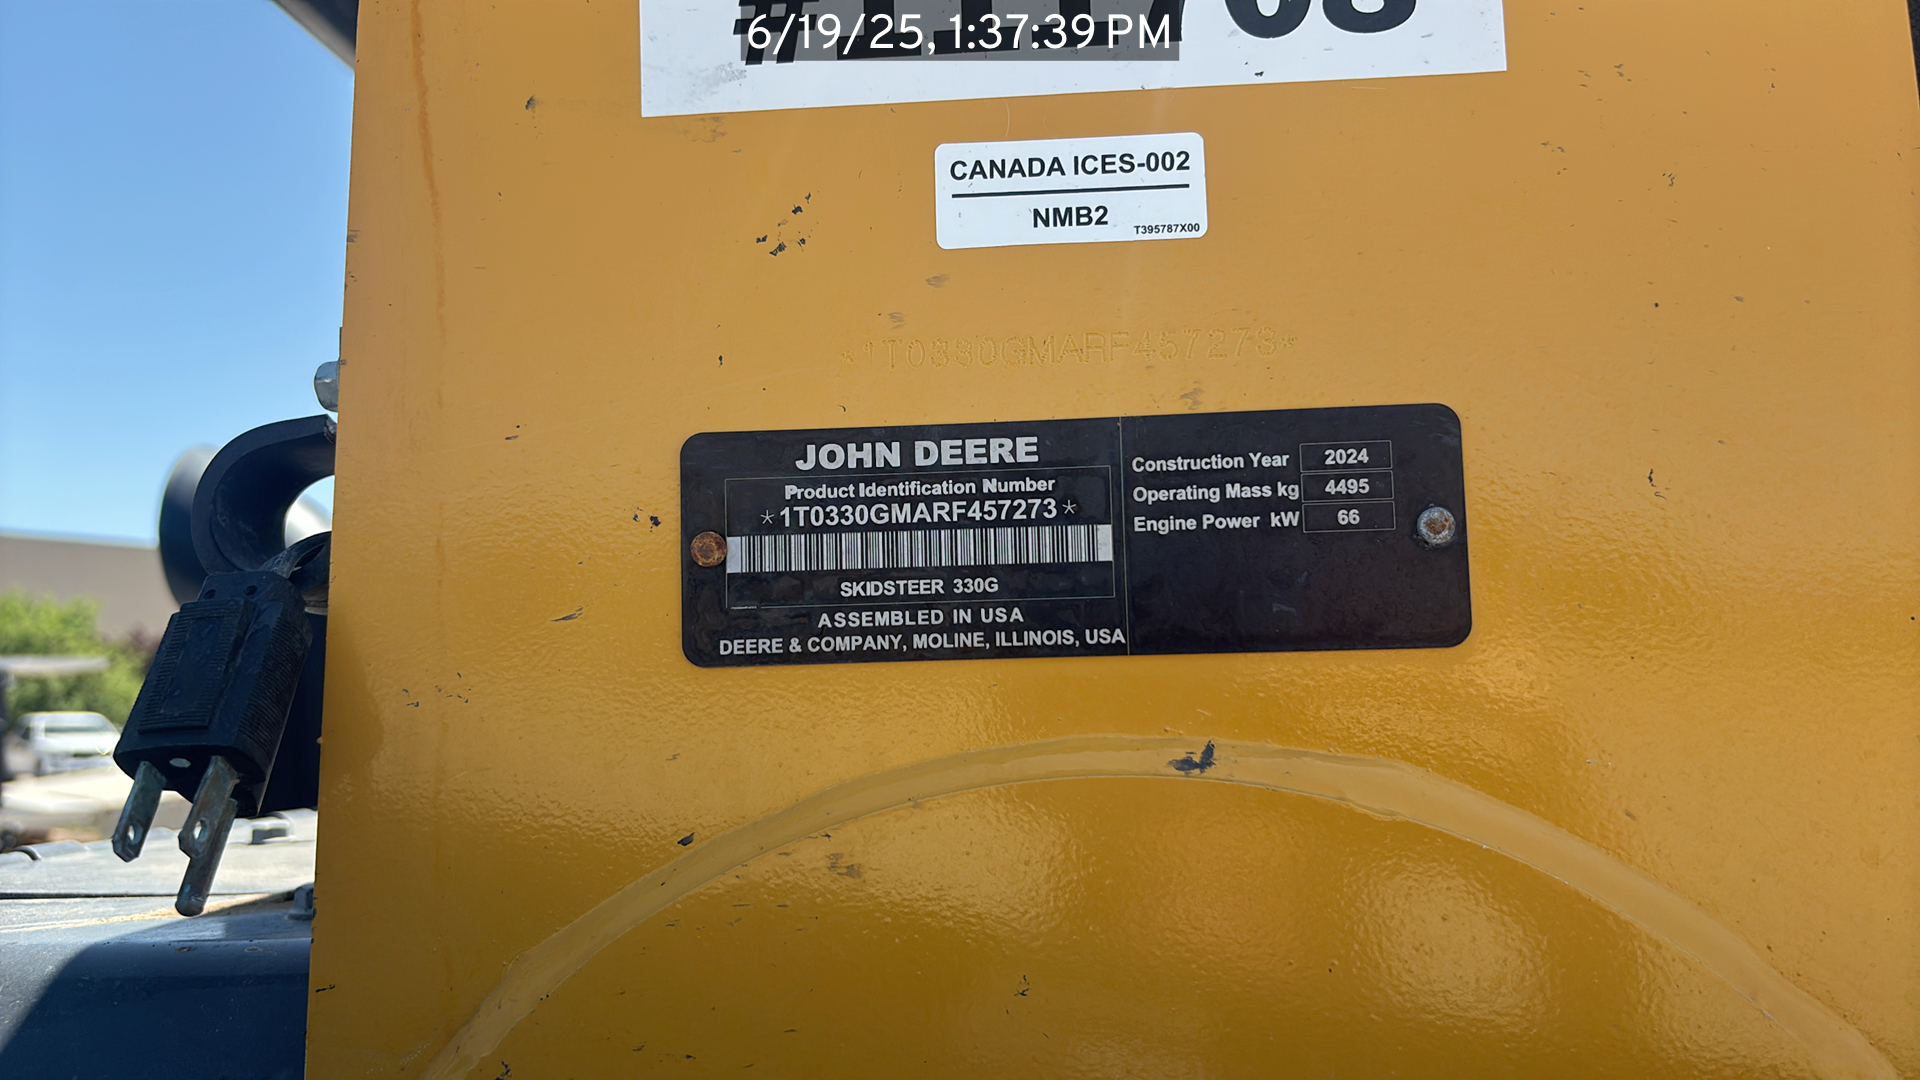 6/19/25, 1:37:39 PM
CANADA ICES-002
NMB2
T395787X00
*1T0330GMARF457273*
JOHN DEERE
Product Identification Number
*1T0330GMARF457273*
SKIDSTEER 330G
ASSEMBLED IN USA
DEERE & COMPANY, MOLINE, ILLINOIS, USA
Construction Year 2024
Operating Mass kg 4495
Engine Power kW 66